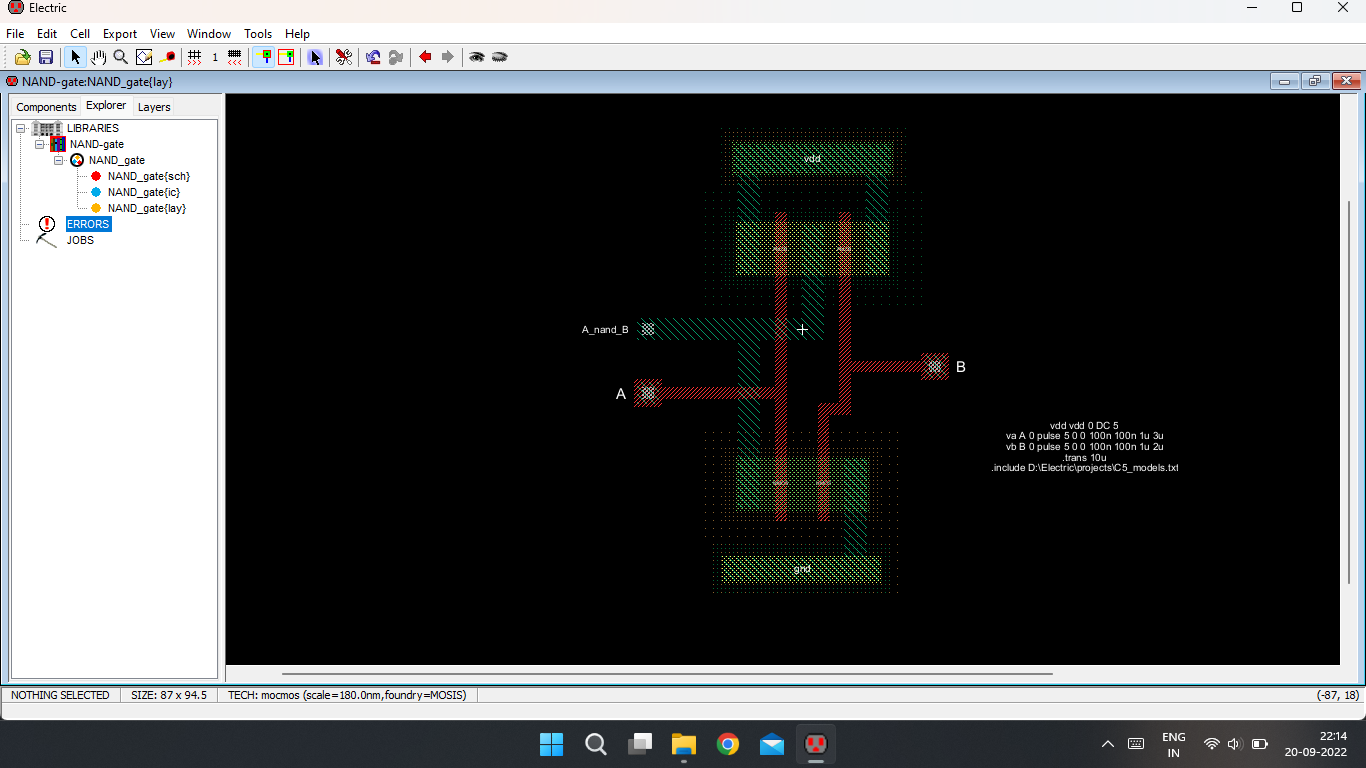 Electric
File Edit Cell Export View Window Tools Help
1
NAND-gate:NAND_gate{lay}
Components Explorer Layers
LIBRARIES
NAND-gate
NAND_gate
NAND_gate{sch}
NAND_gate{ic}
NAND_gate{lay}
ERRORS
JOBS
vdd
A_nand_B
A
B
vdd vdd 0 DC 5
va A 0 pulse 5 0 0 100n 100n 1u 3u
vb B 0 pulse 5 0 0 100n 100n 1u 2u
.trans 10u
.include D:\Electric\projects\C5_models.txt
gnd
NOTHING SELECTED SIZE: 87 x 94.5 TECH: mocmos (scale=180.0nm,foundry=MOSIS) (-87, 18)
ENG
IN
22:14
20-09-2022